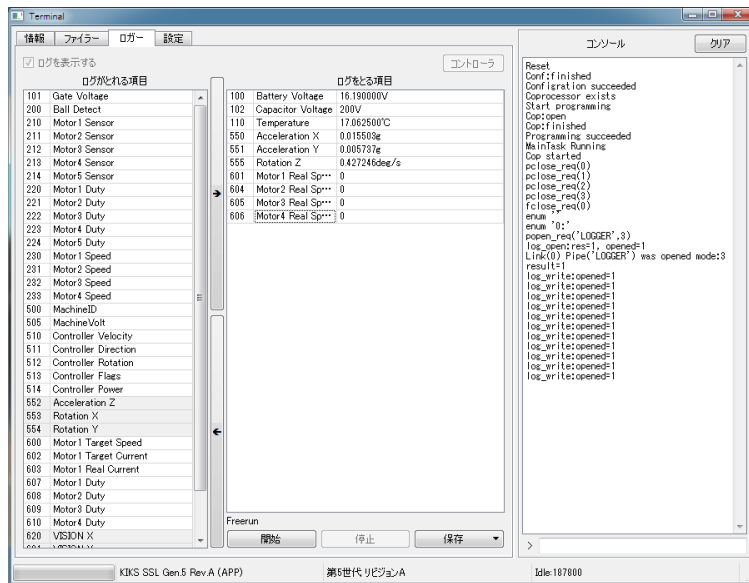 Terminal
情報 ファイラー ロガー 設定
ログを表示する
コントローラ
ログがとれる項目
101 Gate Voltage
200 Ball Detect
210 Motor1 Sensor
211 Motor2 Sensor
212 Motor3 Sensor
213 Motor4 Sensor
214 Motor5 Sensor
220 Motor1 Duty
221 Motor2 Duty
222 Motor3 Duty
223 Motor4 Duty
224 Motor5 Duty
230 Motor1 Speed
231 Motor2 Speed
232 Motor3 Speed
233 Motor4 Speed
500 MachineID
505 MachineVolt
510 Controller Velocity
511 Controller Direction
512 Controller Rotation
513 Controller Flags
514 Controller Power
552 Acceleration Z
553 Rotation X
554 Rotation Y
600 Motor1 Target Speed
602 Motor1 Target Current
603 Motor1 Real Current
607 Motor1 Duty
608 Motor2 Duty
609 Motor3 Duty
610 Motor4 Duty
620 VISION X
ログをとる項目
100 Battery Voltage 16.190000V
102 Capacitor Voltage 200V
110 Temperature 17.062500℃
550 Acceleration X 0.015503g
551 Acceleration Y 0.005737g
555 Rotation Z 0.427246deg/s
601 Motor1 Real Sp… 0
604 Motor2 Real Sp… 0
605 Motor3 Real Sp… 0
606 Motor4 Real Sp… 0
Freerun
開始 停止 保存
コンソール
クリア
Reset
Conf:finished
Configration succeeded
Coprocessor exists
Start programming
Cop:open
Cop:finished
Programming succeeded
MainTask Running
Cop started
pclose_req(0)
pclose_req(1)
pclose_req(2)
pclose_req(3)
fclose_req(0)
enum ''
enum '0:'
popen_req('LOGGER',3)
log_open:res=1, opened=1
Link(0) Pipe('LOGGER') was opened mode:3
result=1
log_write:opened=1
log_write:opened=1
log_write:opened=1
log_write:opened=1
log_write:opened=1
log_write:opened=1
log_write:opened=1
log_write:opened=1
log_write:opened=1
log_write:opened=1
log_write:opened=1
>
KIKS SSL Gen.5 Rev.A (APP)
第5世代 リビジョンA
Idle:187800